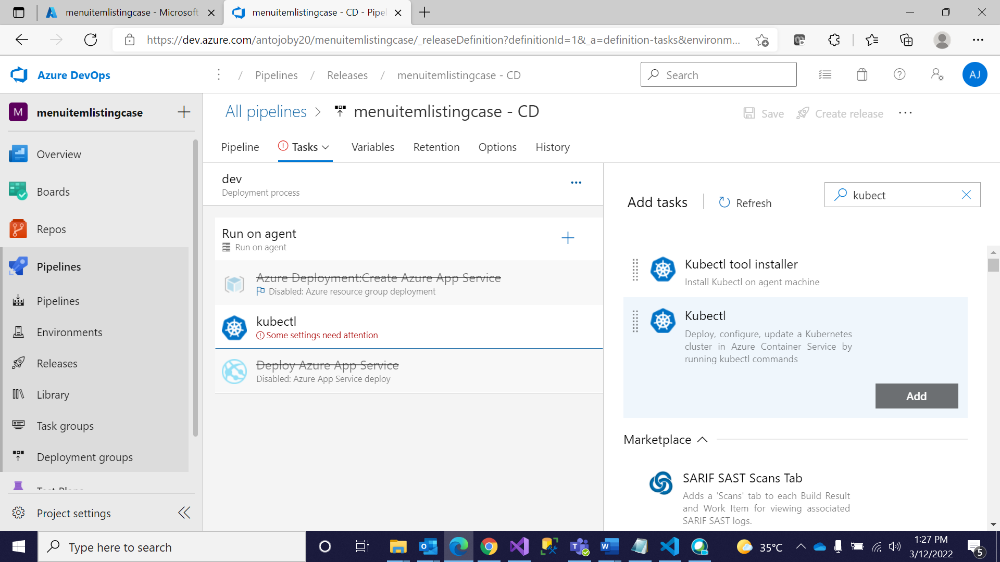 menuitemlistingcase - Microsoft
menuitemlistingcase - CD - Pipel
https://dev.azure.com/antojoby20/menuitemlistingcase/_releaseDefinition?definitionId=1&_a=definition-tasks&environm...
Azure DevOps
/ Pipelines / Releases / menuitemlistingcase - CD
Search
AJ
M menuitemlistingcase
Overview
Boards
Repos
Pipelines
Pipelines
Environments
Releases
Library
Task groups
Deployment groups
Test Plans
Project settings
All pipelines > menuitemlistingcase - CD
Save
Create release
Pipeline
Tasks
Variables
Retention
Options
History
dev
Deployment process
Run on agent
Run on agent
Azure Deployment:Create Azure App Service
Disabled: Azure resource group deployment
kubectl
Some settings need attention
Deploy Azure App Service
Disabled: Azure App Service deploy
Add tasks
Refresh
kubect
Kubectl tool installer
Install Kubectl on agent machine
Kubectl
Deploy, configure, update a Kubernetes
cluster in Azure Container Service by
running kubectl commands
Add
Marketplace
SARIF SAST Scans Tab
Adds a 'Scans' tab to each Build Result
and Work Item for viewing associated
SARIF SAST logs.
Type here to search
35°C
1:27 PM
3/12/2022
5